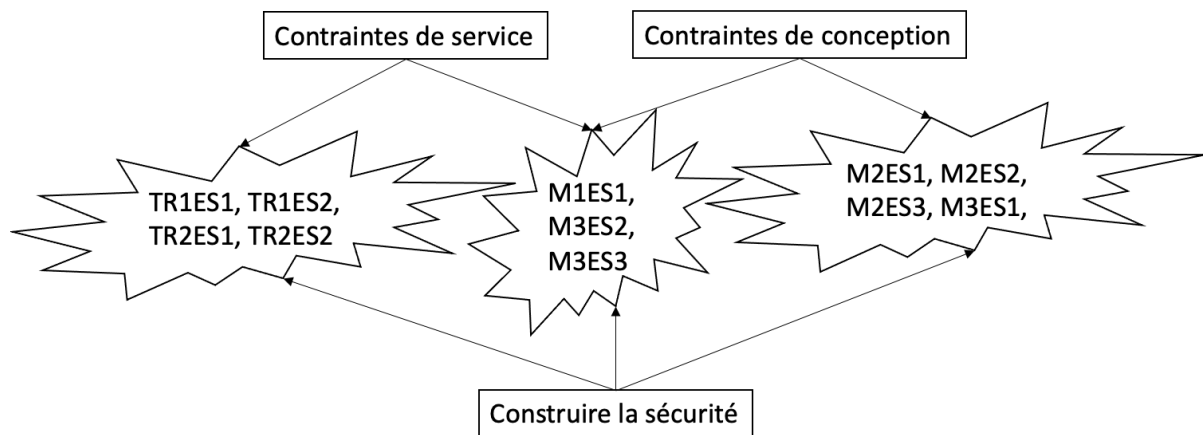 Contraintes de service
Contraintes de conception
TR1ES1, TR1ES2,
TR2ES1, TR2ES2
M1ES1,
M3ES2,
M3ES3
M2ES1, M2ES2,
M2ES3, M3ES1,
Construire la sécurité